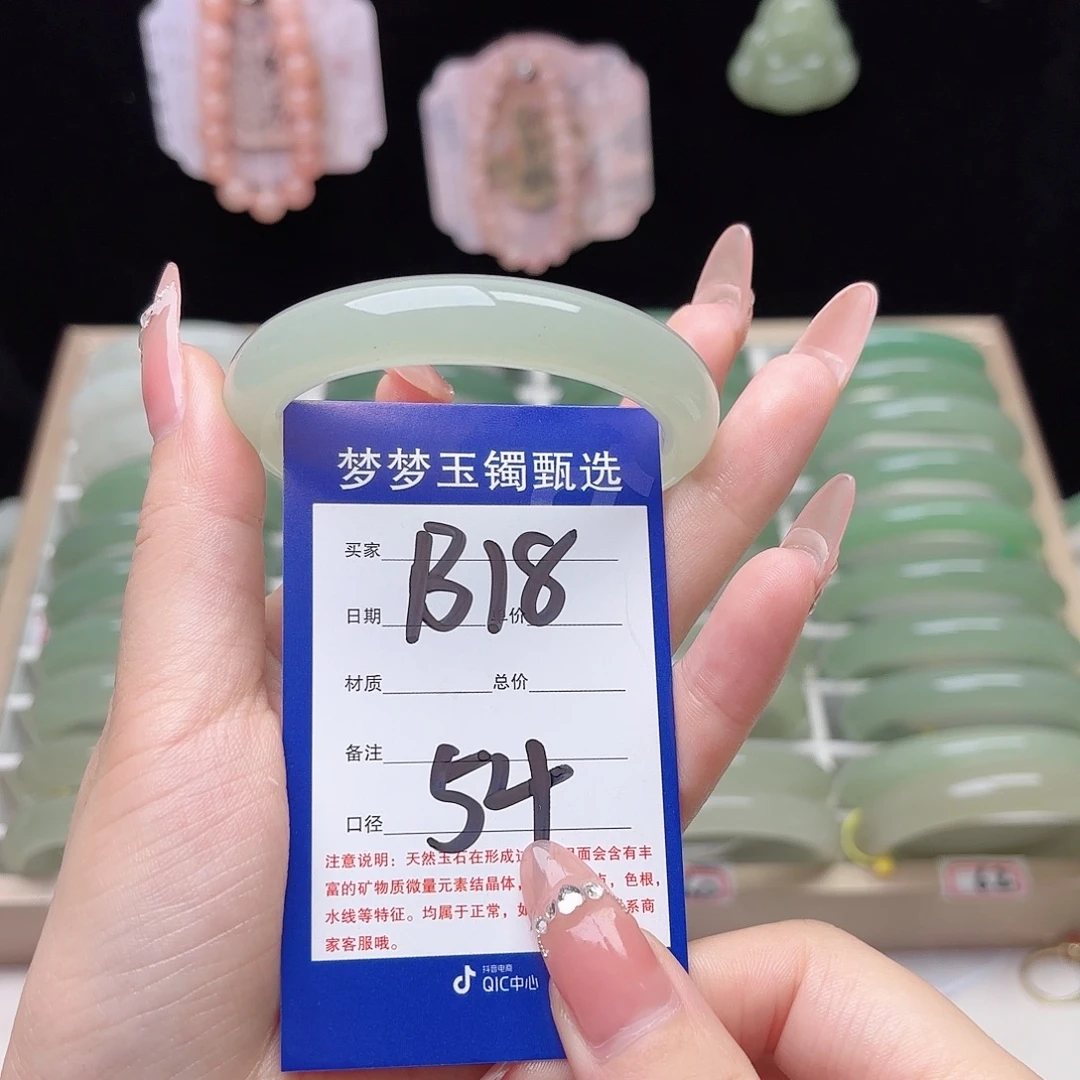 梦梦玉镯甄选
买家 B18
日期 单价
材质 总价
备注
口径 54
注意说明：天然玉石在形成过 里面会含有丰
富的矿物质微量元素结晶体， ，色根，
水线等特征。均属于正常，如 系商
家客服哦。
抖音电商
QIC中心